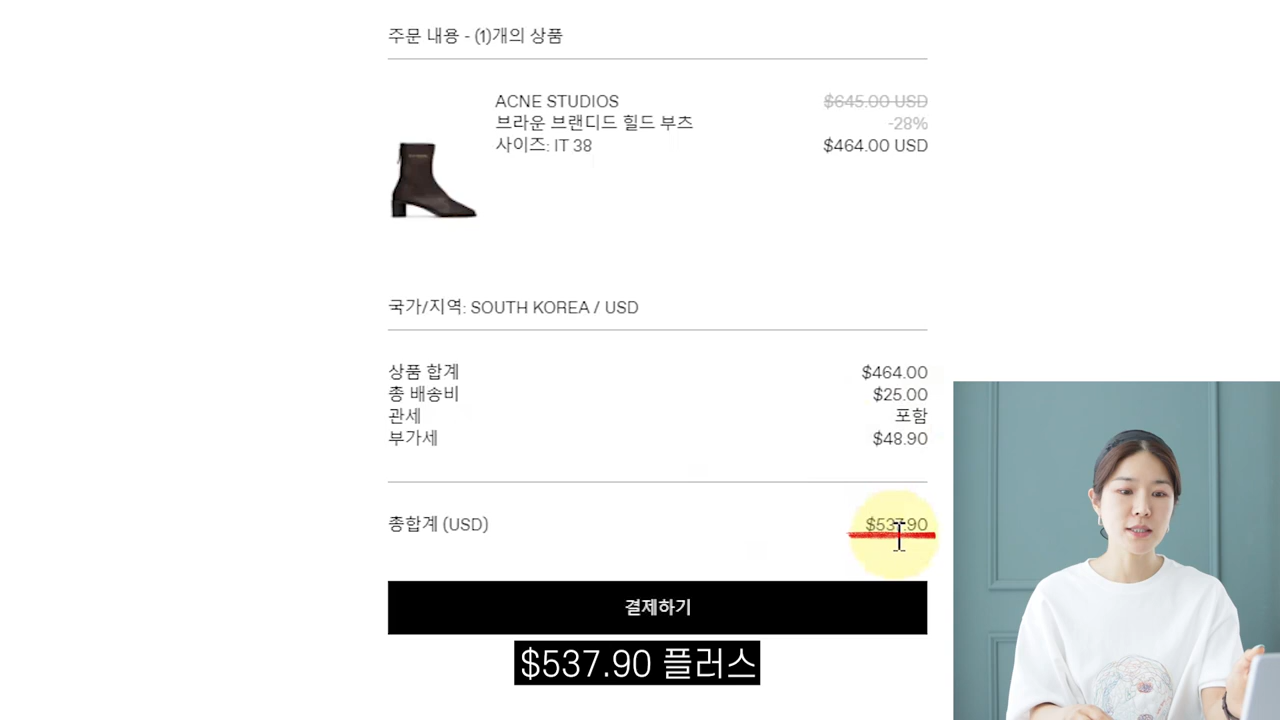 주문 내용 - (1)개의 상품
ACNE STUDIOS
브라운 브랜디드 힐드 부츠
사이즈: IT 38
$645.00 USD
-28%
$464.00 USD
국가/지역: SOUTH KOREA / USD
상품 합계 $464.00
총 배송비 $25.00
관세 포함
부가세 $48.90
총합계 (USD) $537.90
결제하기
$537.90 플러스